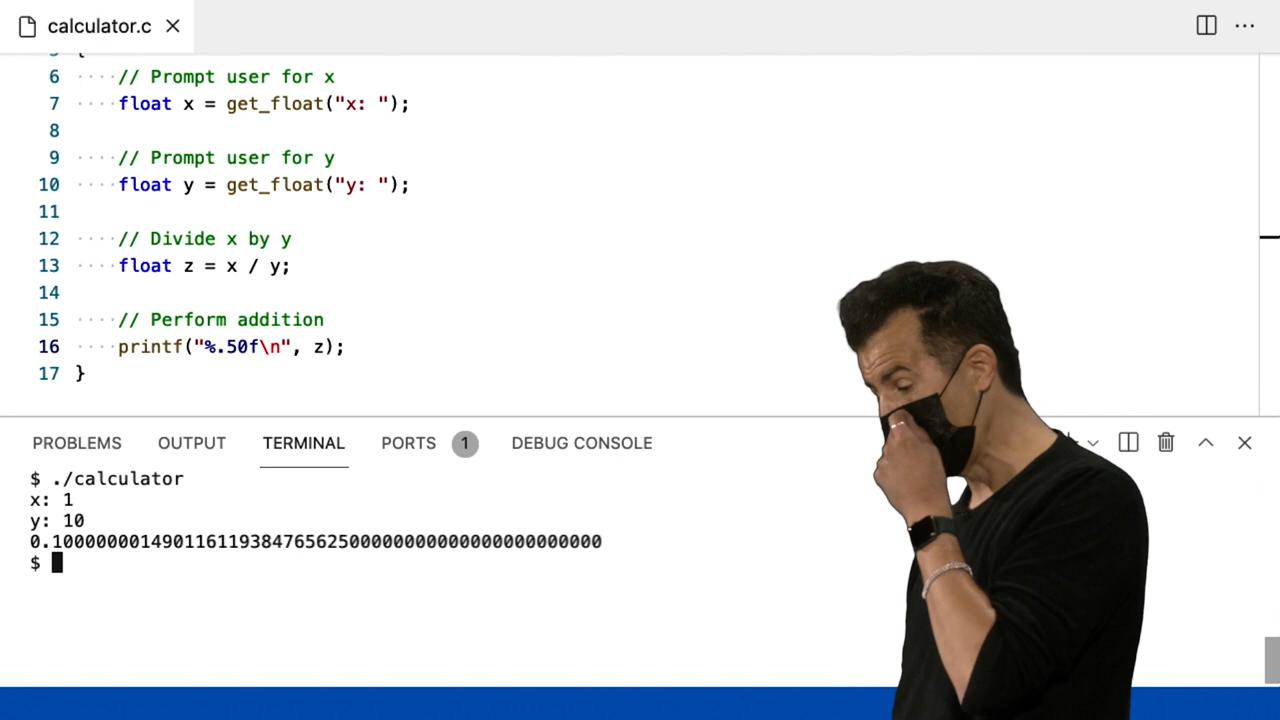 calculator.c
6 ····// Prompt user for x
7 ····float x = get_float("x: ");
8
9 ····// Prompt user for y
10 ····float y = get_float("y: ");
11
12 ····// Divide x by y
13 ····float z = x / y;
14
15 ····// Perform addition
16 ····printf("%.50f\n", z);
17 }
PROBLEMS OUTPUT TERMINAL PORTS 1 DEBUG CONSOLE
$ ./calculator
x: 1
y: 10
0.10000000149011611938476562500000000000000000000000
$